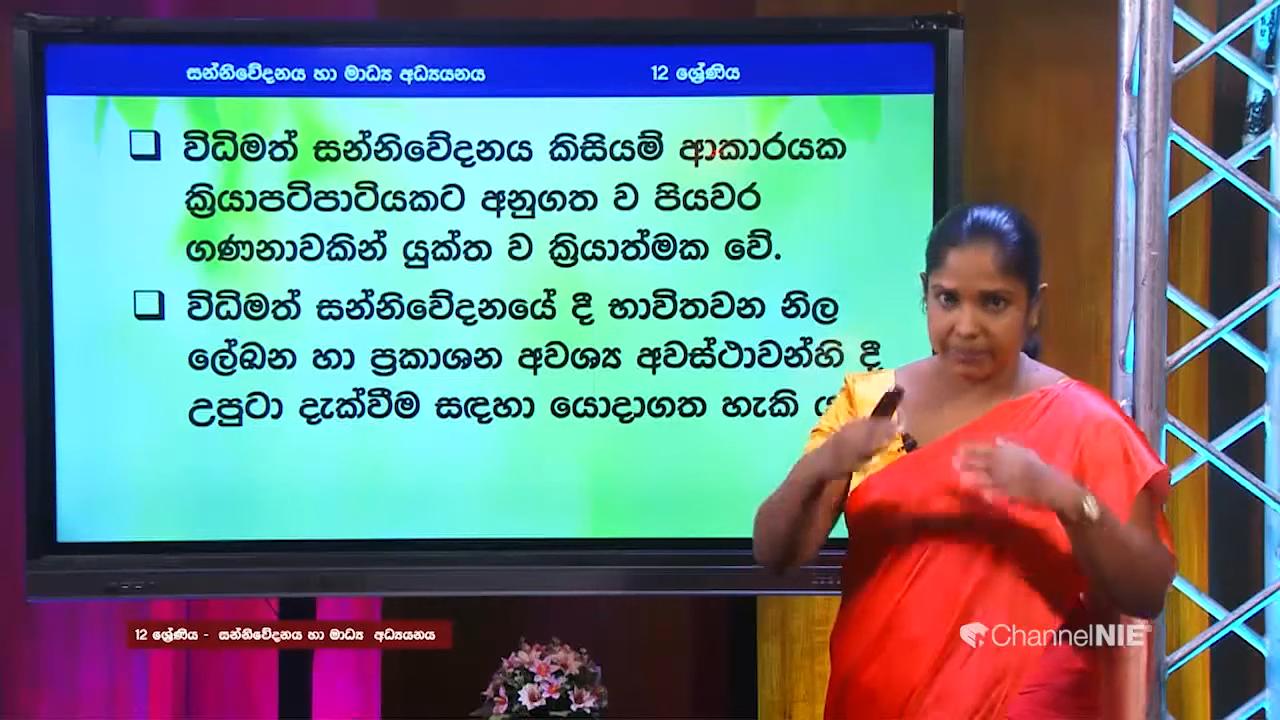 සන්නිවේදනය හා මාධ්‍ය අධ්‍යයනය 12 ශ්‍රේණිය
විධිමත් සන්නිවේදනය කිසියම් ආකාරයක
ක්‍රියාපටිපාටියකට අනුගත ව පියවර
ගණනාවකින් යුක්ත ව ක්‍රියාත්මක වේ.
විධිමත් සන්නිවේදනයේ දී භාවිතවන නිල
ලේඛන හා ප්‍රකාශන අවශ්‍ය අවස්ථාවන්හි දී
උපුටා දැක්වීම සඳහා යොදාගත හැකි
12 ශ්‍රේණිය - සන්නිවේදනය හා මාධ්‍ය අධ්‍යයනය
ChannelNIE